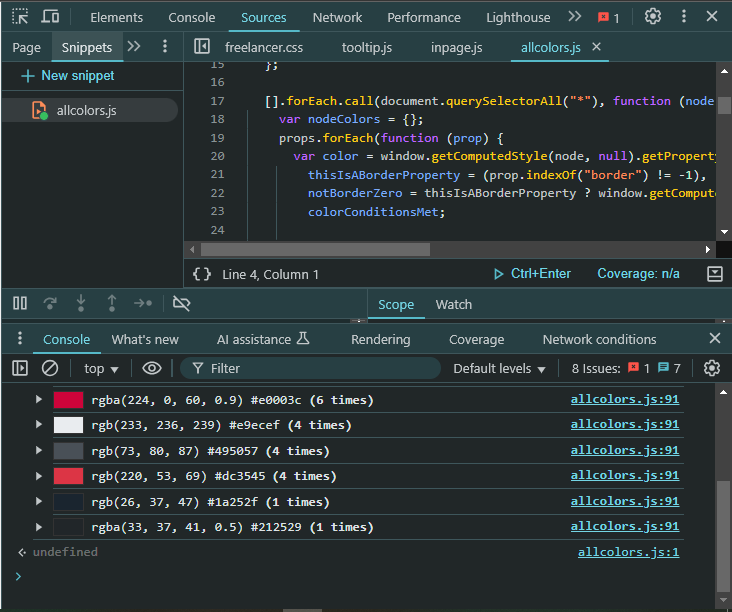 Elements Console Sources Network Performance Lighthouse 1
Page Snippets freelancer.css tooltip.js inpage.js allcolors.js
New snippet
allcolors.js
15 };
16
17 [].forEach.call(document.querySelectorAll("*"), function (node
18 var nodeColors = {};
19 props.forEach(function (prop) {
20 var color = window.getComputedStyle(node, null).getProperty
21 thisIsABorderProperty = (prop.indexOf("border") != -1),
22 notBorderZero = thisIsABorderProperty ? window.getComput
23 colorConditionsMet;
24
{ } Line 4, Column 1 Ctrl+Enter Coverage: n/a
Scope Watch
Console What's new AI assistance Rendering Coverage Network conditions
top Filter Default levels 8 Issues: 1 7
rgba(224, 0, 60, 0.9) #e0003c (6 times) allcolors.js:91
rgb(233, 236, 239) #e9ecef (4 times) allcolors.js:91
rgb(73, 80, 87) #495057 (4 times) allcolors.js:91
rgb(220, 53, 69) #dc3545 (4 times) allcolors.js:91
rgb(26, 37, 47) #1a252f (1 times) allcolors.js:91
rgba(33, 37, 41, 0.5) #212529 (1 times) allcolors.js:91
undefined allcolors.js:1